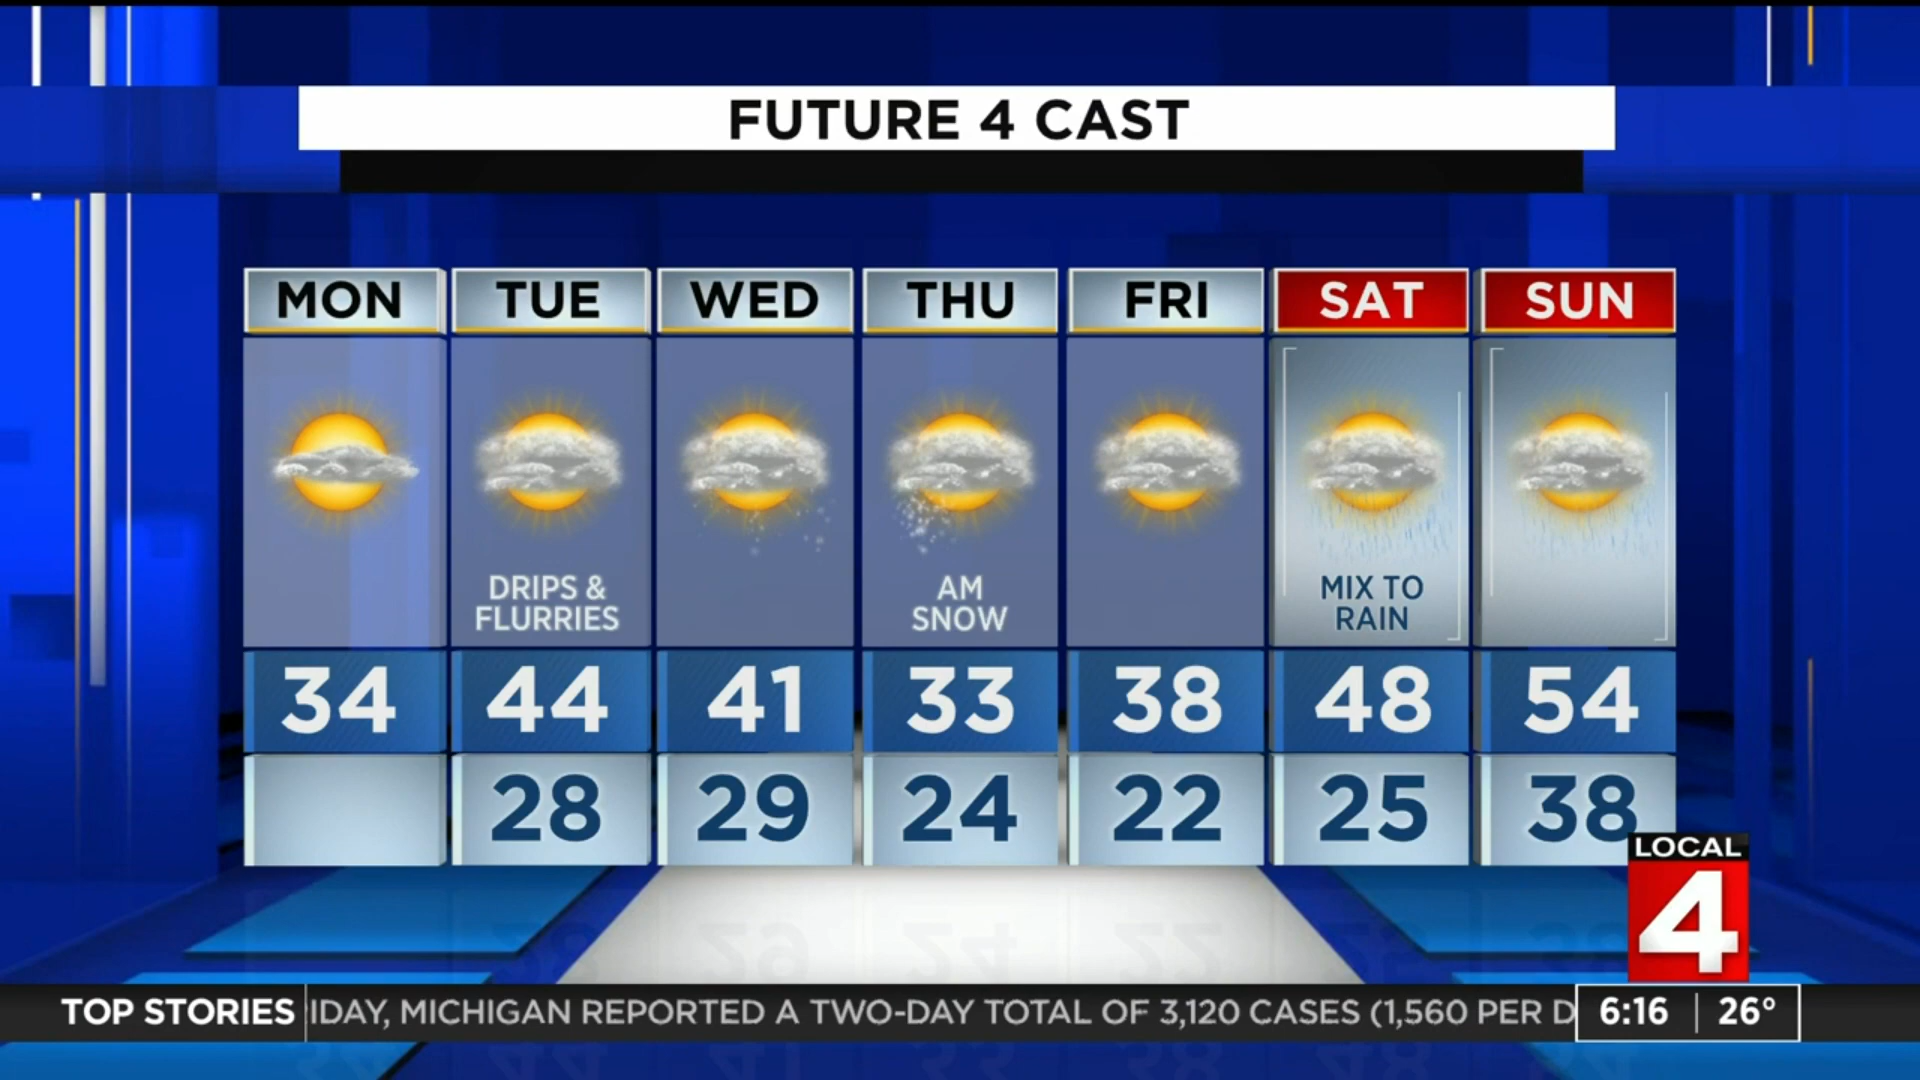 FUTURE 4 CAST
MON TUE WED THU FRI SAT SUN
DRIPS &
FLURRIES
AM
SNOW
MIX TO
RAIN
34 44 41 33 38 48 54
28 29 24 22 25 38
LOCAL
4
TOP STORIES IDAY, MICHIGAN REPORTED A TWO-DAY TOTAL OF 3,120 CASES (1,560 PER D 6:16 26°